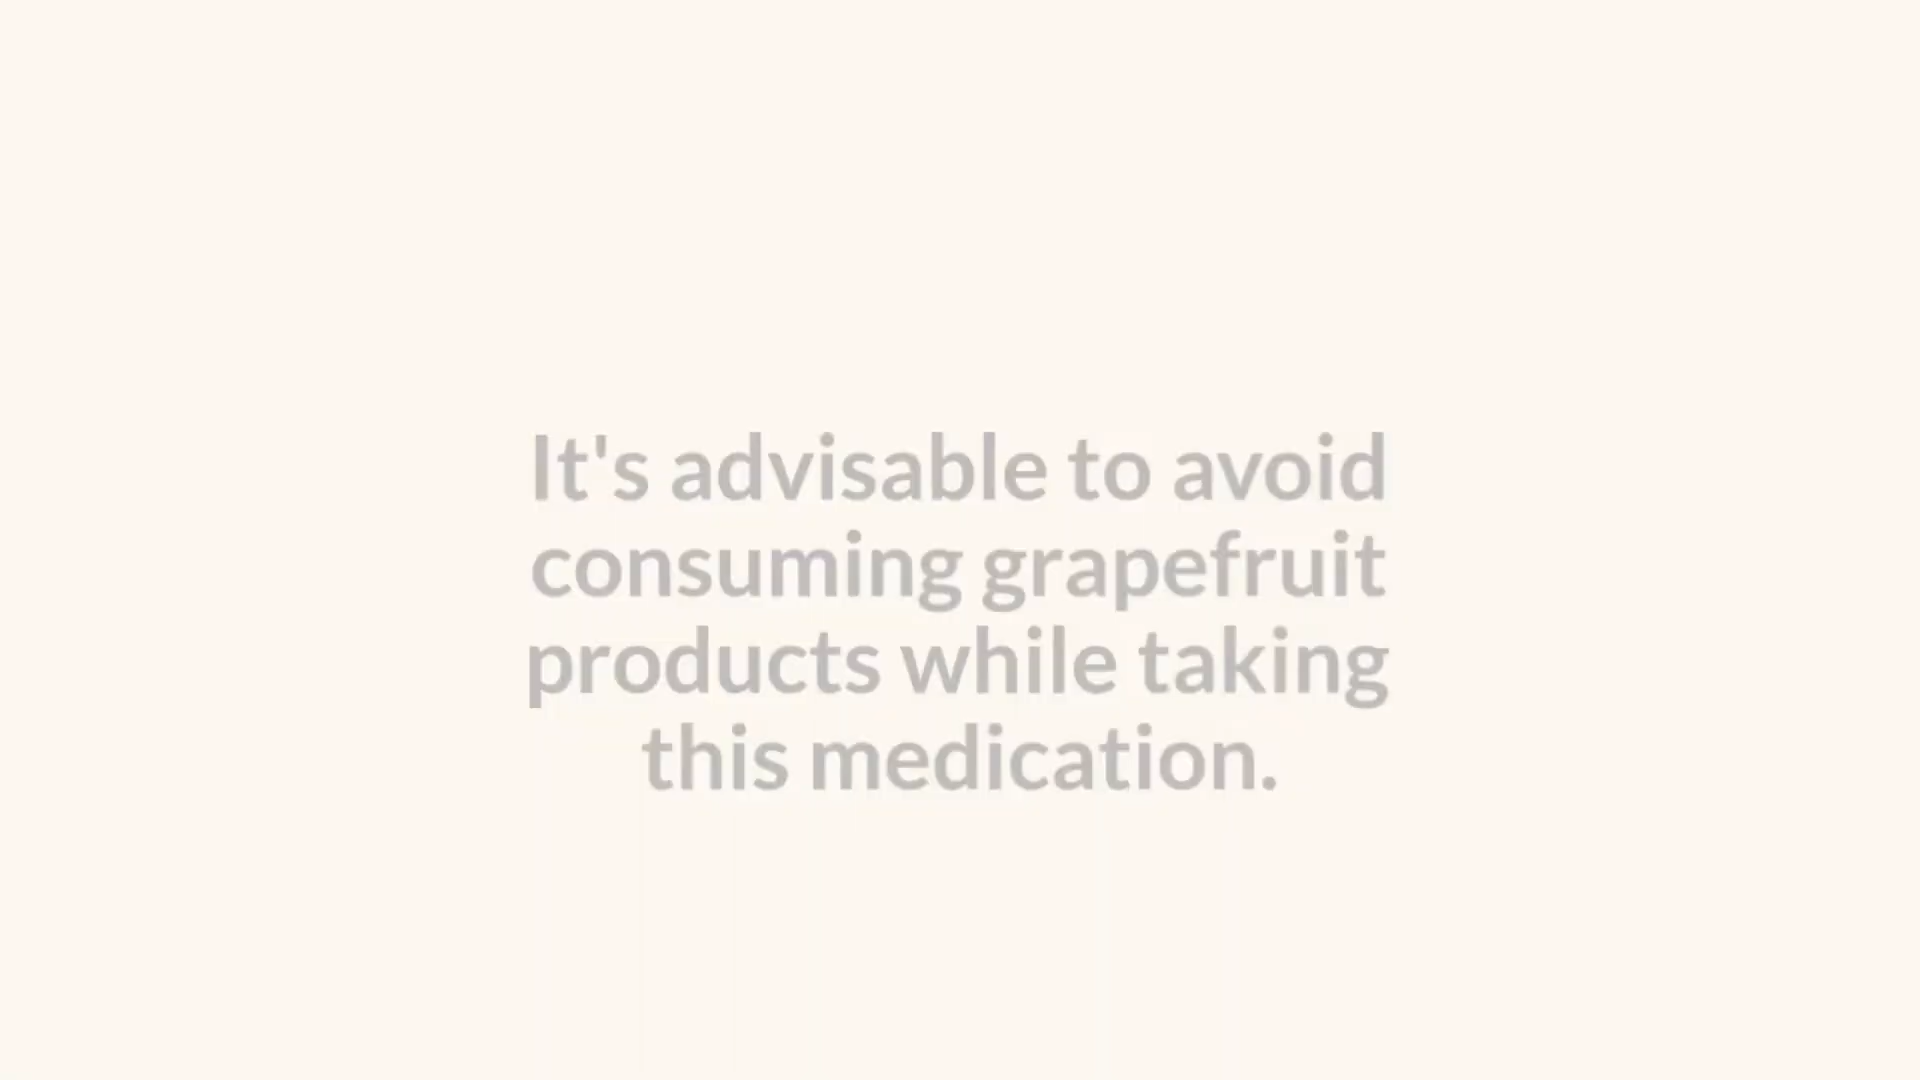 It's advisable to avoid
consuming grapefruit
products while taking
this medication.